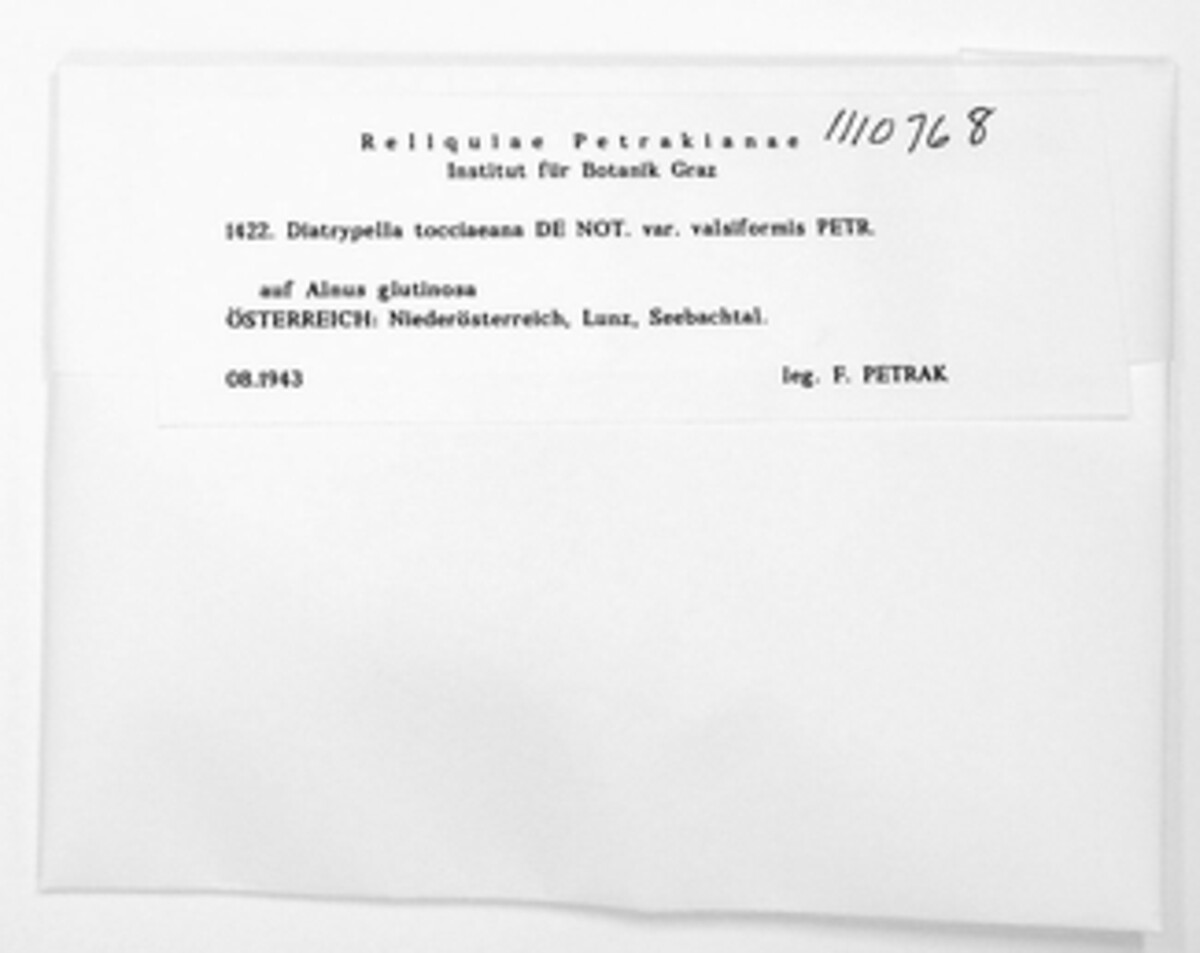 Reliquiae Petrakianae 1110768
Institut für Botanik Graz
1422. Diatrypella tocciaeana DE NOT. var. valsiformis PETR.
auf Alnus glutinosa
ÖSTERREICH: Niederösterreich, Lunz, Seebachtal.
08.1943 leg. F. PETRAK